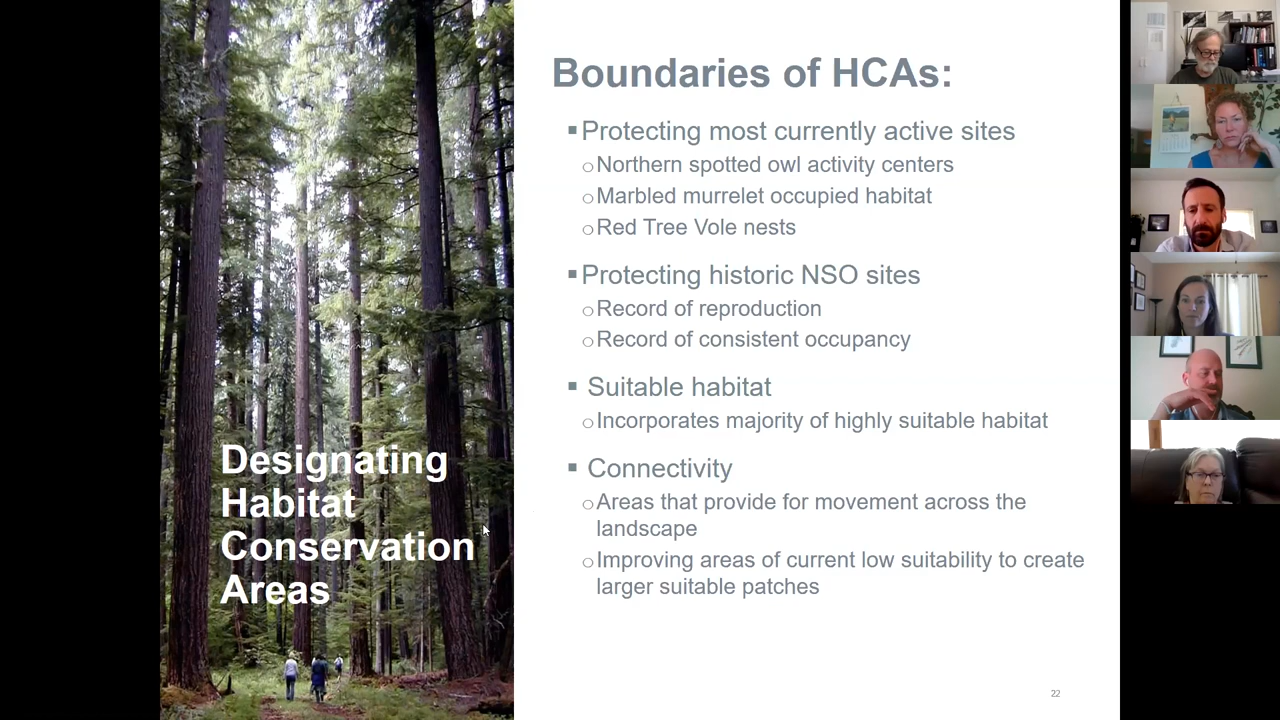 Designating
Habitat
Conservation
Areas
Boundaries of HCAs:
▪ Protecting most currently active sites
○ Northern spotted owl activity centers
○ Marbled murrelet occupied habitat
○ Red Tree Vole nests
▪ Protecting historic NSO sites
○ Record of reproduction
○ Record of consistent occupancy
▪ Suitable habitat
○ Incorporates majority of highly suitable habitat
▪ Connectivity
○ Areas that provide for movement across the
landscape
○ Improving areas of current low suitability to create
larger suitable patches
22